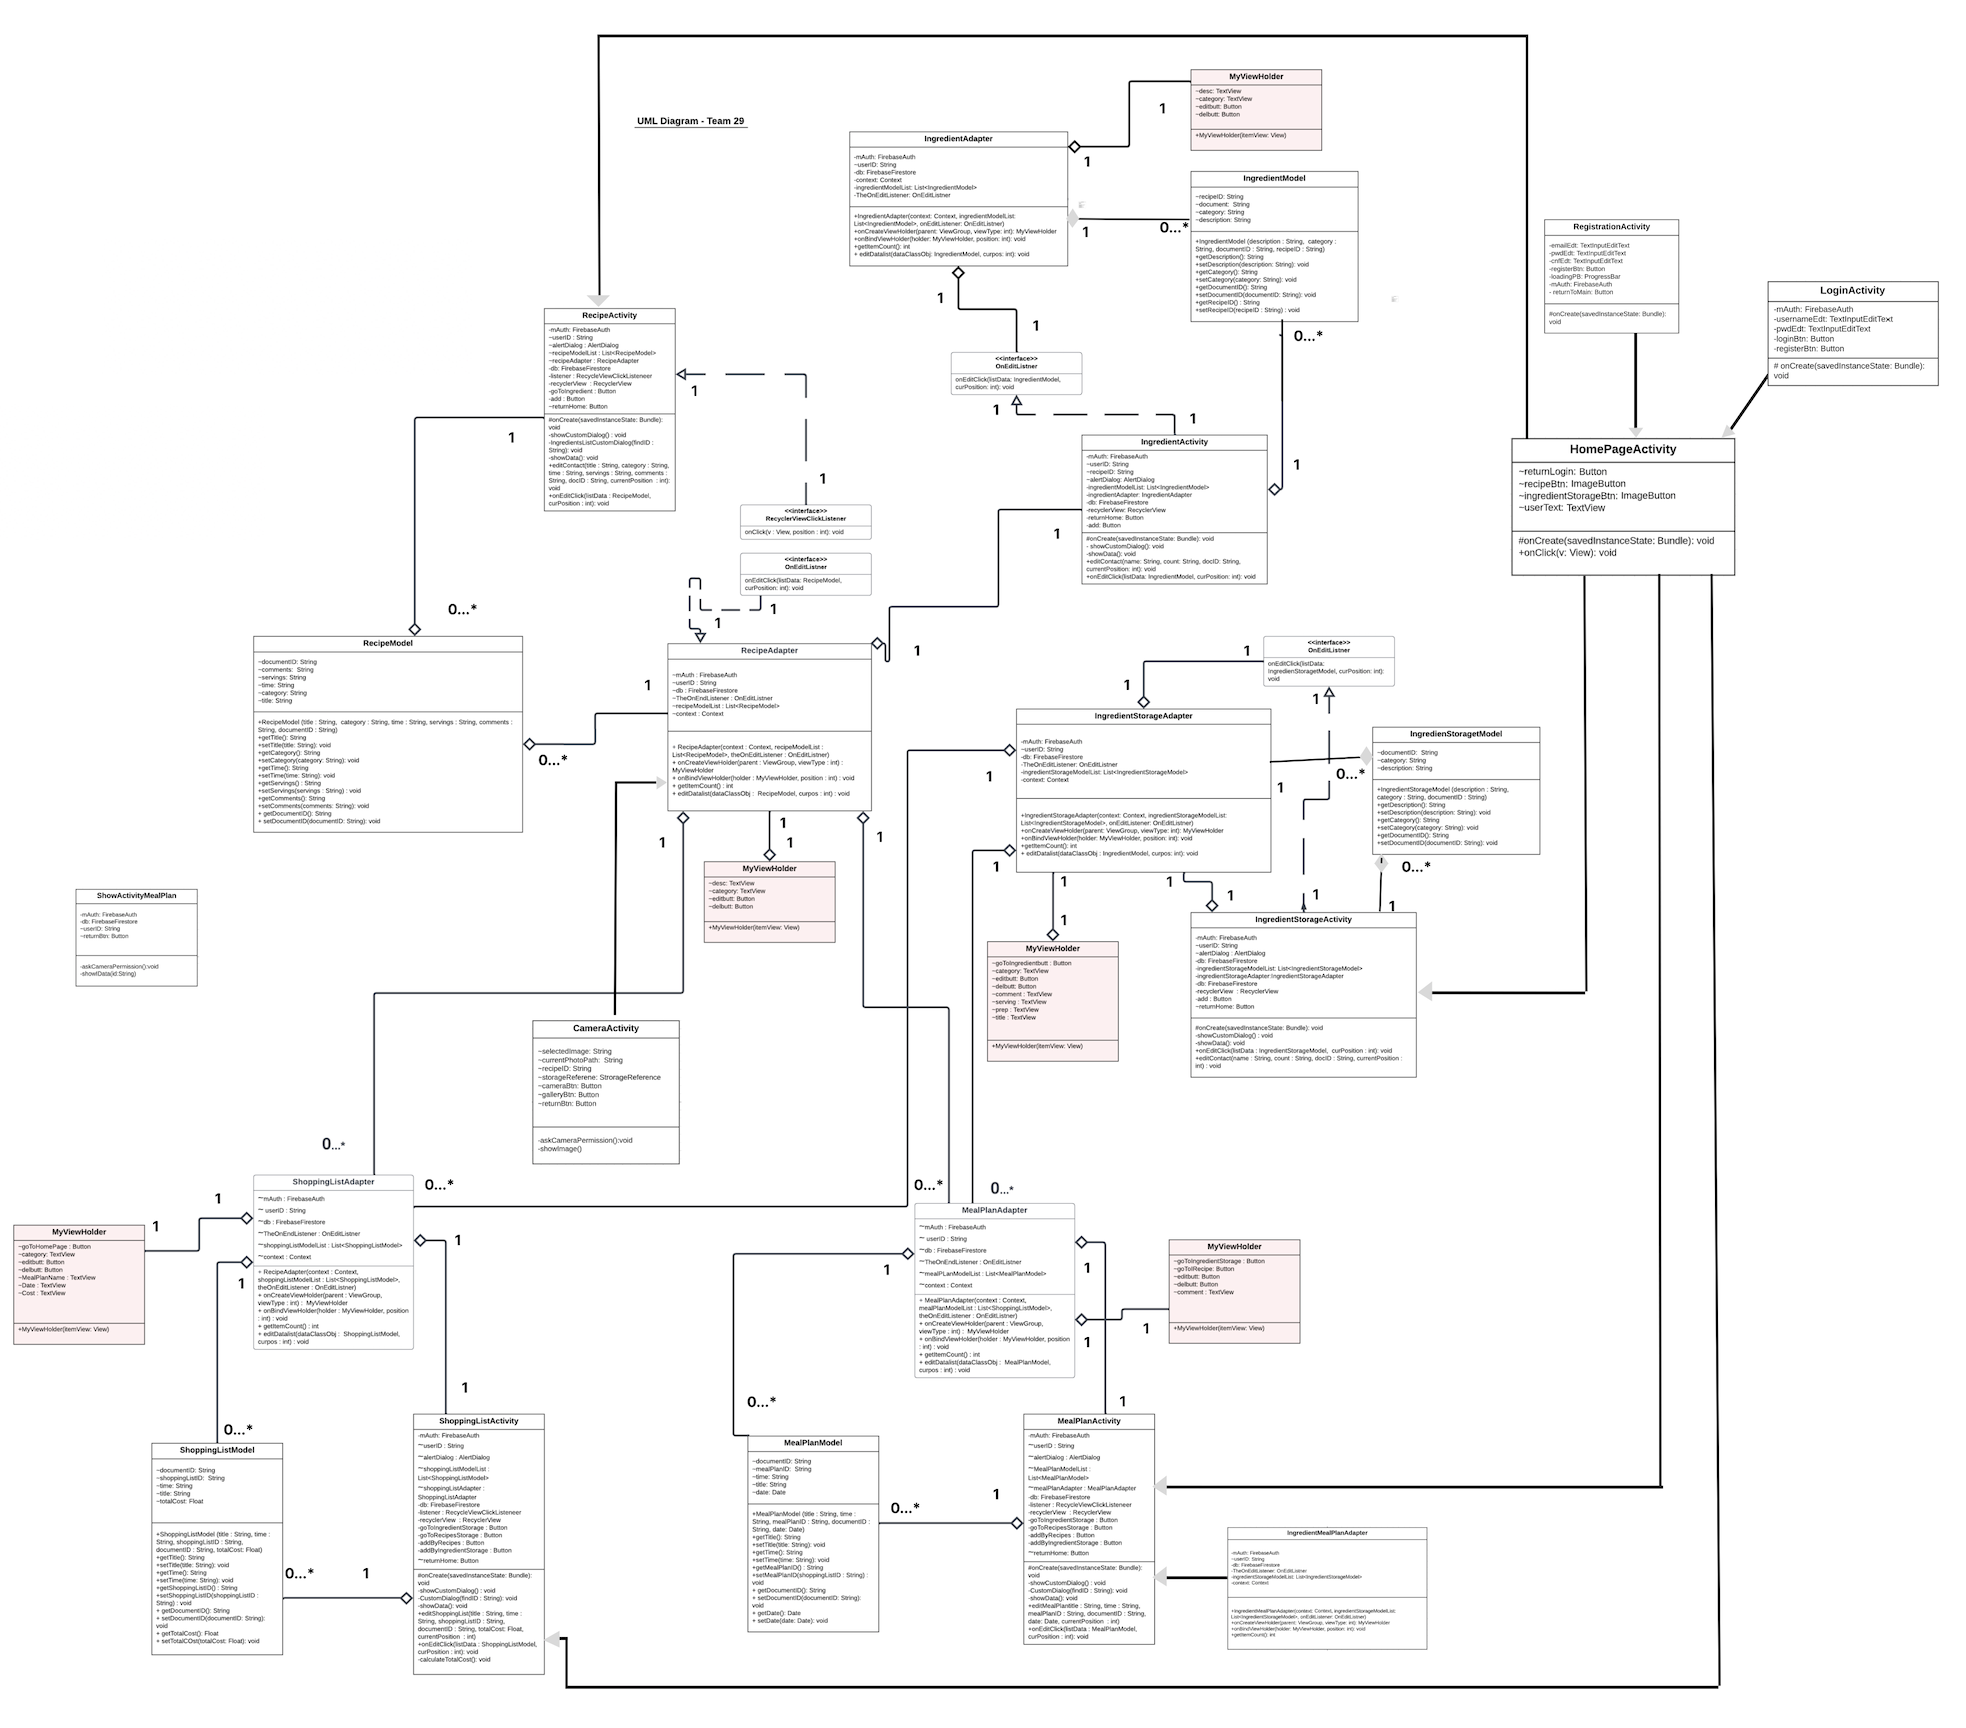 UML Diagram - Team 29
MyViewHolder
~desc: TextView
~category: TextView
~editbutt: Button
~delbutt: Button
+MyViewHolder(itemView: View)
1
1
IngredientAdapter
-mAuth: FirebaseAuth
~userID: String
-db: FirebaseFirestore
-context: Context
-ingredientModelList: List<IngredientModel>
-TheOnEditListener: OnEditListner
+IngredientAdapter(context: Context, ingredientModelList:
List<IngredientModel>, onEditListener: OnEditListner)
+onCreateViewHolder(parent: ViewGroup, viewType: int): MyViewHolder
+onBindViewHolder(holder: MyViewHolder, position: int): void
+getItemCount(): int
+ editDatalist(dataClassObj: IngredientModel, curpos: int): void
1
0...*
IngredientModel
~recipeID: String
~document: String
~category: String
~description: String
+IngredientModel (description : String, category :
String, documentID : String, recipeID : String)
+getDescription(): String
+setDescription(description: String): void
+getCategory(): String
+setCategory(category: String): void
+getDocumentID(): String
+setDocumentID(documentID: String): void
+getRecipeID() : String
+setRecipeID(recipeID : String) : void
0...*
RegistrationActivity
-emailEdt: TextInputEditText
-pwdEdt: TextInputEditText
-cnfEdt: TextInputEditText
-registerBtn: Button
-loadingPB: ProgressBar
-mAuth: FirebaseAuth
- returnToMain: Button
#onCreate(savedInstanceState: Bundle):
void
LoginActivity
-mAuth: FirebaseAuth
-usernameEdt: TextInputEditText
-pwdEdt: TextInputEditText
-loginBtn: Button
-registerBtn: Button
# onCreate(savedInstanceState: Bundle):
void
1
1
RecipeActivity
-mAuth: FirebaseAuth
~userID : String
~alertDialog : AlertDialog
~recipeModelList : List<RecipeModel>
~recipeAdapter : RecipeAdapter
-db: FirebaseFirestore
-listener : RecycleViewClickListeneer
-recylerView : RecylerView
-goToIngredient : Button
-add : Button
~returnHome: Button
#onCreate(savedInstanceState: Bundle):
void
-showCustomDialog() : void
-IngredientsListCustomDialog(findID :
String): void
-showData(): void
+editContact(title : String, category : String,
time : String, servings : String, comments :
String, docID : String, currentPosition : int):
void
+onEditClick(listData : RecipeModel,
curPosition : int): void
1
1
1
<<interface>>
OnEditListner
onEditClick(listData: IngredientModel,
curPosition: int): void
1
1
IngredientActivity
-mAuth: FirebaseAuth
~userID: String
~recipeID: String
~alertDialog: AlertDialog
-ingredientModelList: List<IngredientModel>
-ingredientAdapter: IngredientAdapter
-db: FirebaseFirestore
-recyclerView: RecyclerView
-returnHome: Button
-add: Button
#onCreate(savedInstanceState: Bundle): void
- showCustomDialog(): void
-showData(): void
+editContact(name: String, count: String, docID: String,
currentPosition: int): void
+onEditClick(listData: IngredientModel, curPosition: int): void
1
1
HomePageActivity
~returnLogin: Button
~recipeBtn: ImageButton
~ingredientStorageBtn: ImageButton
~userText: TextView
#onCreate(savedInstanceState: Bundle): void
+onClick(v: View): void
<<interface>>
RecyclerViewClickListener
onClick(v : View, position : int): void
<<interface>>
OnEditListner
onEditClick(listData: RecipeModel,
curPosition: int): void
1
1
0...*
RecipeModel
~documentID: String
~comments: String
~servings: String
~time: String
~category: String
~title: String
+RecipeModel (title : String, category : String, time : String, servings : String, comments :
String, documentID : String)
+getTitle(): String
+setTitle(title: String): void
+getCategory(): String
+setCategory(category: String): void
+getTime(): String
+setTime(time: String): void
+getServings() : String
+setServings(servings : String) : void
+getComments(): String
+setComments(comments: String): void
+ getDocumentID(): String
+ setDocumentID(documentID: String): void
1
0...*
RecipeAdapter
~mAuth : FirebaseAuth
~userID : String
~db : FirebaseFirestore
~TheOnEndListener : OnEditListner
~recipeModelList : List<RecipeModel>
~context : Context
+ RecipeAdapter(context : Context, recipeModelList :
List<RecipeModel>, theOnEditListener : OnEditListner)
+ onCreateViewHolder(parent : ViewGroup, viewType : int) :
MyViewHolder
+ onBindViewHolder(holder : MyViewHolder, position : int) : void
+ getItemCount() : int
+ editDatalist(dataClassObj : RecipeModel, curpos : int) : void
1
1
1
1
1
MyViewHolder
~desc: TextView
~category: TextView
~editbutt: Button
~delbutt: Button
+MyViewHolder(itemView: View)
<<interface>>
OnEditListner
onEditClick(listData:
IngredienStoragetModel, curPosition: int):
void
1
1
1
IngredientStorageAdapter
-mAuth: FirebaseAuth
~userID: String
-db: FirebaseFirestore
-TheOnEditListener: OnEditListner
-ingredientStorageModelList: List<IngredientStorageModel>
-context: Context
+IngredientStorageAdapter(context: Context, ingredientStorageModelList:
List<IngredientStorageModel>, onEditListener: OnEditListner)
+onCreateViewHolder(parent: ViewGroup, viewType: int): MyViewHolder
+onBindViewHolder(holder: MyViewHolder, position: int): void
+getItemCount(): int
+ editDatalist(dataClassObj : IngredientModel, curpos: int): void
1
0...*
1
1
IngredienStoragetModel
~documentID: String
~category: String
~description: String
+IngredientStorageModel (description : String,
category : String, documentID : String)
+getDescription(): String
+setDescription(description: String): void
+getCategory(): String
+setCategory(category: String): void
+getDocumentID(): String
+setDocumentID(documentID: String): void
0...*
1
1
1
1
1
MyViewHolder
~goToIngredientbutt : Button
~category: TextView
~editbutt: Button
~delbutt: Button
~comment : TextView
~serving : TextView
~prep : TextView
~title : TextView
+MyViewHolder(itemView: View)
IngredientStorageActivity
-mAuth: FirebaseAuth
~userID: String
~alertDialog : AlertDialog
-db: FirebaseFirestore
-ingredientStorageModelList: List<IngredientStorageModel>
-ingredientStorageAdapter:IngredientStorageAdapter
-db: FirebaseFirestore
-recyclerView : RecyclerView
-add : Button
~returnHome: Button
#onCreate(savedInstanceState: Bundle): void
-showCustomDialog() : void
-showData(): void
+onEditClick(listData : IngredientStorageModel, curPosition : int): void
+editContact(name : String, count : String, docID : String, currentPosition :
int) : void
ShowActivityMealPlan
-mAuth: FirebaseAuth
-db: FirebaseFirestore
~userID: String
~returnBtn: Button
-askCameraPermission():void
-showIData(id:String)
CameraActivity
~selectedImage: String
~currentPhotoPath: String
~recipeID: String
~storageReferene: StrorageReference
~cameraBtn: Button
~galleryBtn: Button
~returnBtn: Button
-askCameraPermission():void
-showImage()
0...*
0...*
1
1
MyViewHolder
~goToHomePage : Button
~category: TextView
~editbutt: Button
~delbutt: Button
~MealPlanName : TextView
~Date : TextView
~Cost : TextView
+MyViewHolder(itemView: View)
ShoppingListAdapter
~mAuth : FirebaseAuth
~ userID : String
~db : FirebaseFirestore
~TheOnEndListener : OnEditListner
~shoppingListModelList : List<ShoppingListModel>
~context : Context
+ RecipeAdapter(context : Context,
shoppingListModelList : List<ShoppingListModel>,
theOnEditListener : OnEditListner)
+ onCreateViewHolder(parent : ViewGroup,
viewType : int) : MyViewHolder
+ onBindViewHolder(holder : MyViewHolder, position
: int) : void
+ getItemCount() : int
+ editDatalist(dataClassObj : ShoppingListModel,
curpos : int) : void
1
1
1
0...*
0...*
0...*
MealPlanAdapter
~mAuth : FirebaseAuth
~ userID : String
~db : FirebaseFirestore
~TheOnEndListener : OnEditListner
~mealPLanModelList : List<MealPlanModel>
~context : Context
+ MealPlanAdapter(context : Context,
mealPlanModelList : List<ShoppingListModel>,
theOnEditListener : OnEditListner)
+ onCreateViewHolder(parent : ViewGroup,
viewType : int) : MyViewHolder
+ onBindViewHolder(holder : MyViewHolder, position
: int) : void
+ getItemCount() : int
+ editDatalist(dataClassObj : MealPlanModel,
curpos : int) : void
1
1
1
1
1
MyViewHolder
~goToIngredientStorage : Button
~goTolRecipe: Button
~editbutt: Button
~delbutt: Button
~comment : TextView
+MyViewHolder(itemView: View)
ShoppingListModel
~documentID: String
~shoppingListID: String
~time: String
~title: String
~totalCost: Float
+ShoppingListModel (title : String, time :
String, shoppingListID : String,
documentID : String, totalCost: Float)
+getTitle(): String
+setTitle(title: String): void
+getTime(): String
+setTime(time: String): void
+getShoppingListID() : String
+setShoppingListID(shoppingListID :
String) : void
+ getDocumentID(): String
+ setDocumentID(documentID: String):
void
+ getTotalCost(): Float
+ setTotalCOst(totalCost: Float): void
0...*
1
ShoppingListActivity
-mAuth: FirebaseAuth
~userID : String
~alertDialog : AlertDialog
~shoppingListModelList :
List<ShoppingListModel>
~shoppingListAdapter :
ShoppingListAdapter
-db: FirebaseFirestore
-listener : RecycleViewClickListeneer
-recylerView : RecylerView
-goToIngredientStorage : Button
-goToRecipesStorage : Button
-addByRecipes : Button
-addByIngredientStorage : Button
~returnHome: Button
#onCreate(savedInstanceState: Bundle):
void
-showCustomDialog() : void
-CustomDialog(findID : String): void
-showData(): void
+editShoppingList(title : String, time :
String, shoppingListID : String,
documentID : String, totalCost: Float,
currentPosition : int)
+onEditClick(listData : ShoppingListModel,
curPosition : int): void
-calculateTotalCost(): void
0...*
MealPlanModel
~documentID: String
~mealPlanID: String
~time: String
~title: String
~date: Date
+MealPlanModel (title : String, time :
String, mealPlanID : String, documentID :
String, date: Date)
+getTitle(): String
+setTitle(title: String): void
+getTime(): String
+setTime(time: String): void
+getMealPlanID() : String
+setMealPlanID(shoppingListID : String) :
void
+ getDocumentID(): String
+ setDocumentID(documentID: String):
void
+ getDate(): Date
+ setDate(date: Date): void
0...*
1
MealPlanActivity
-mAuth: FirebaseAuth
~userID : String
~alertDialog : AlertDialog
~MealPlanModelList :
List<MealPlanModel>
~mealPlanAdapter : MealPlanAdapter
-db: FirebaseFirestore
-listener : RecycleViewClickListeneer
-recylerView : RecylerView
-goToIngredientStorage : Button
-goToRecipesStorage : Button
-addByRecipes : Button
-addByIngredientStorage : Button
~returnHome: Button
#onCreate(savedInstanceState: Bundle):
void
-showCustomDialog() : void
-CustomDialog(findID : String): void
-showData(): void
+editMealPlantitle : String, time : String,
mealPlanID : String, documentID : String,
date: Date, currentPosition : int)
+onEditClick(listData : MealPlanModel,
curPosition : int): void
IngredientMealPlanAdapter
-mAuth: FirebaseAuth
~userID: String
-db: FirebaseFirestore
-TheOnEditListener: OnEditListner
-ingredientStorageModelList: List<IngredientStorageModel>
-context: Context
+IngredientMealPlanAdapter(context: Context, ingredientStorageModelList:
List<IngredientStorageModel>, onEditListener: OnEditListner)
+onCreateViewHolder(parent: ViewGroup, viewType: int): MyViewHolder
+onBindViewHolder(holder: MyViewHolder, position: int): void
+getItemCount(): int